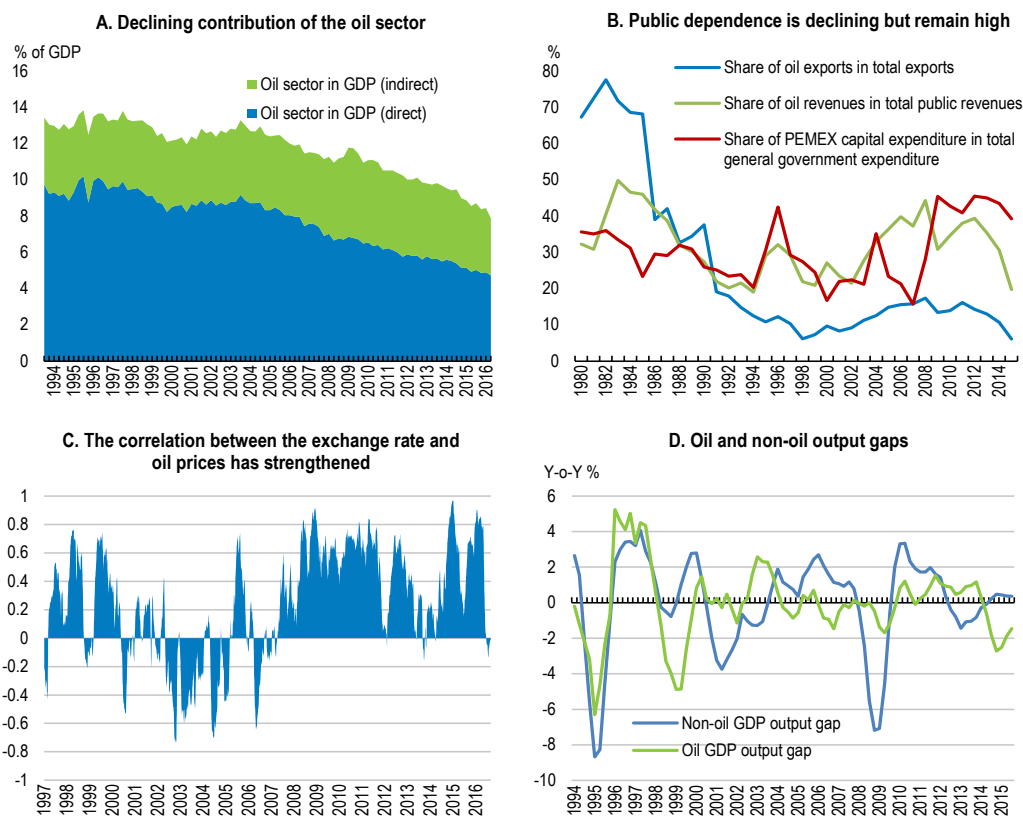 A. Declining contribution of the oil sector
% of GDP
16
14
12
10
8
6
4
2
0
Oil sector in GDP (indirect)
Oil sector in GDP (direct)
1994 1995 1996 1997 1998 1999 2000 2001 2002 2003 2004 2005 2006 2007 2008 2009 2010 2011 2012 2013 2014 2015 2016
B. Public dependence is declining but remain high
%
80
70
60
50
40
30
20
10
0
Share of oil exports in total exports
Share of oil revenues in total public revenues
Share of PEMEX capital expenditure in total
general government expenditure
1980 1982 1984 1986 1988 1990 1992 1994 1996 1998 2000 2002 2004 2006 2008 2010 2012 2014
C. The correlation between the exchange rate and
oil prices has strengthened
1
0.8
0.6
0.4
0.2
0
-0.2
-0.4
-0.6
-0.8
-1
1997 1998 1999 2000 2001 2002 2003 2004 2005 2006 2007 2008 2009 2010 2011 2012 2013 2014 2015 2016
D. Oil and non-oil output gaps
Y-o-Y %
6
4
2
0
-2
-4
-6
-8
-10
Non-oil GDP output gap
Oil GDP output gap
1994 1995 1996 1997 1998 1999 2000 2001 2002 2003 2004 2005 2006 2007 2008 2009 2010 2011 2012 2013 2014 2015